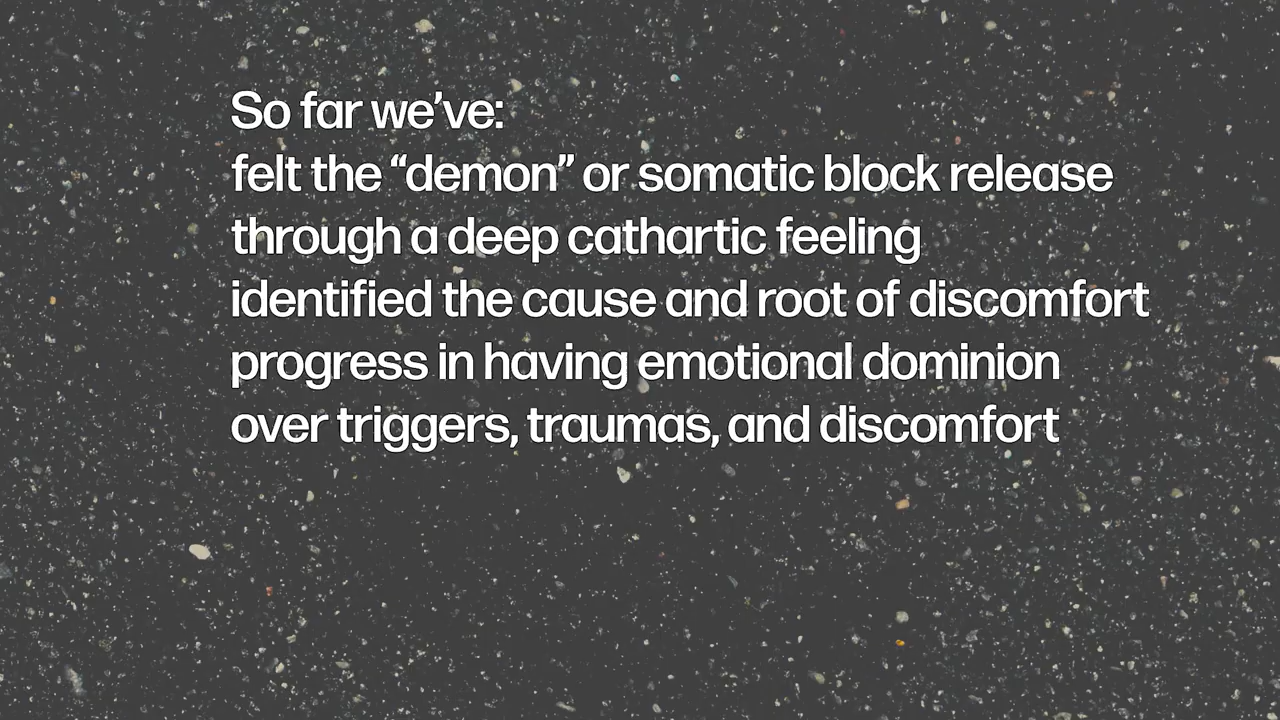 So far we’ve:
felt the “demon” or somatic block release
through a deep cathartic feeling
identified the cause and root of discomfort
progress in having emotional dominion
over triggers, traumas, and discomfort